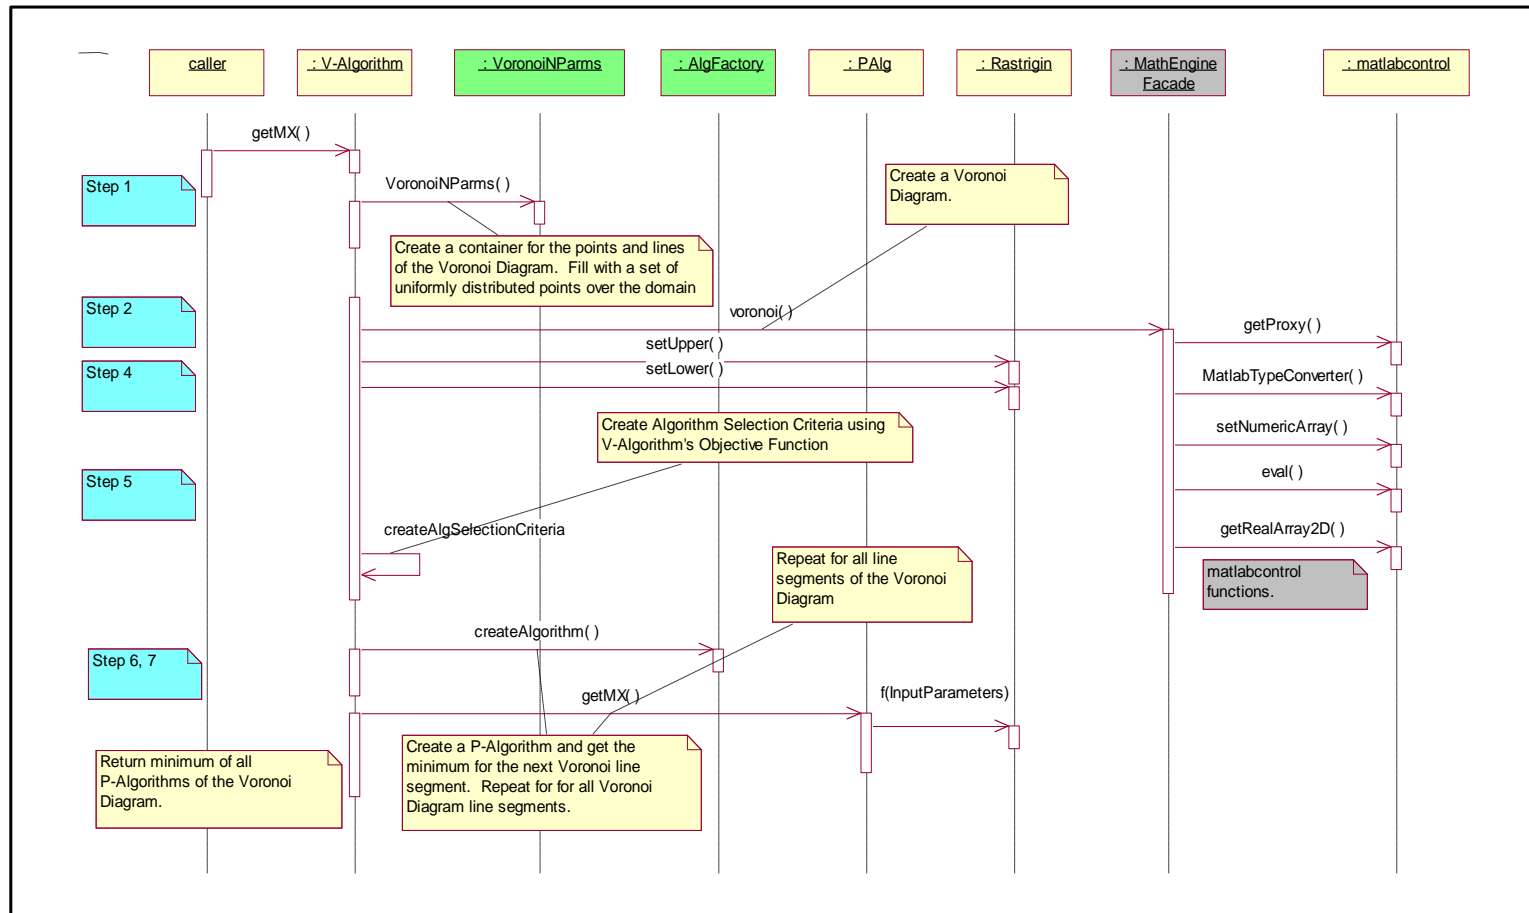 caller
: V-Algorithm
: VoronoiNParms
: AlgFactory
: PAlg
: Rastrigin
: MathEngine
Facade
: matlabcontrol
getMX( )
Step 1
VoronoiNParms( )
Create a Voronoi
Diagram.
Create a container for the points and lines
of the Voronoi Diagram.  Fill with a set of
uniformly distributed points over the domain
Step 2
voronoi( )
getProxy( )
setUpper( )
Step 4
setLower( )
MatlabTypeConverter( )
Create Algorithm Selection Criteria using
V-Algorithm's Objective Function
setNumericArray( )
Step 5
eval( )
createAlgSelectionCriteria
getRealArray2D( )
Repeat for all line
segments of the Voronoi
Diagram
matlabcontrol
functions.
createAlgorithm( )
Step 6, 7
getMX( )
f(InputParameters)
Create a P-Algorithm and get the
minimum for the next Voronoi line
segment.  Repeat for for all Voronoi
Diagram line segments.
Return minimum of all
P-Algorithms of the Voronoi
Diagram.